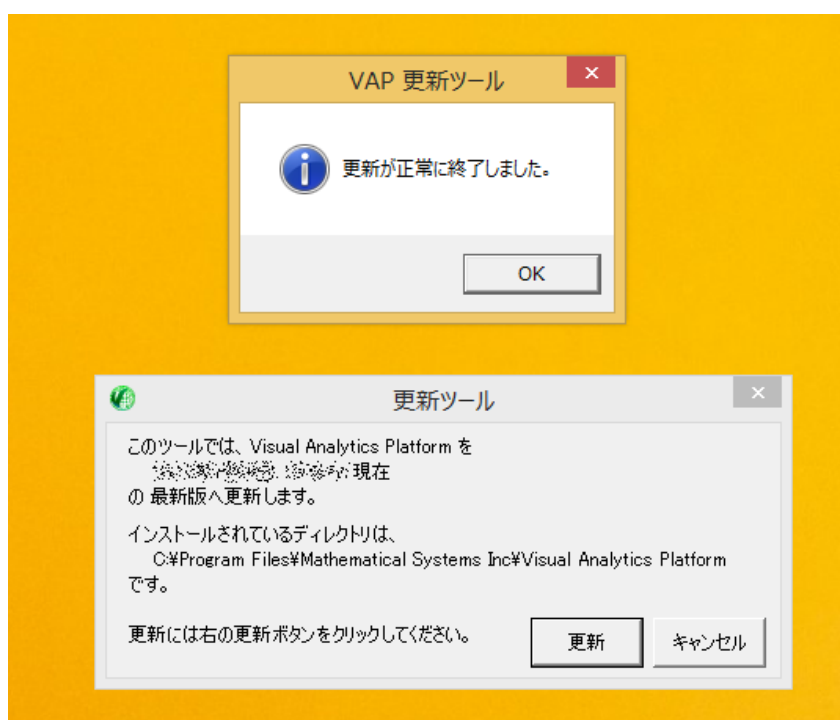 VAP 更新ツール
更新が正常に終了しました。
OK
更新ツール
このツールでは、Visual Analytics Platform を
現在
の 最新版へ更新します。
インストールされているディレクトリは、
C:¥Program Files¥Mathematical Systems Inc¥Visual Analytics Platform
です。
更新には右の更新ボタンをクリックしてください。
更新
キャンセル